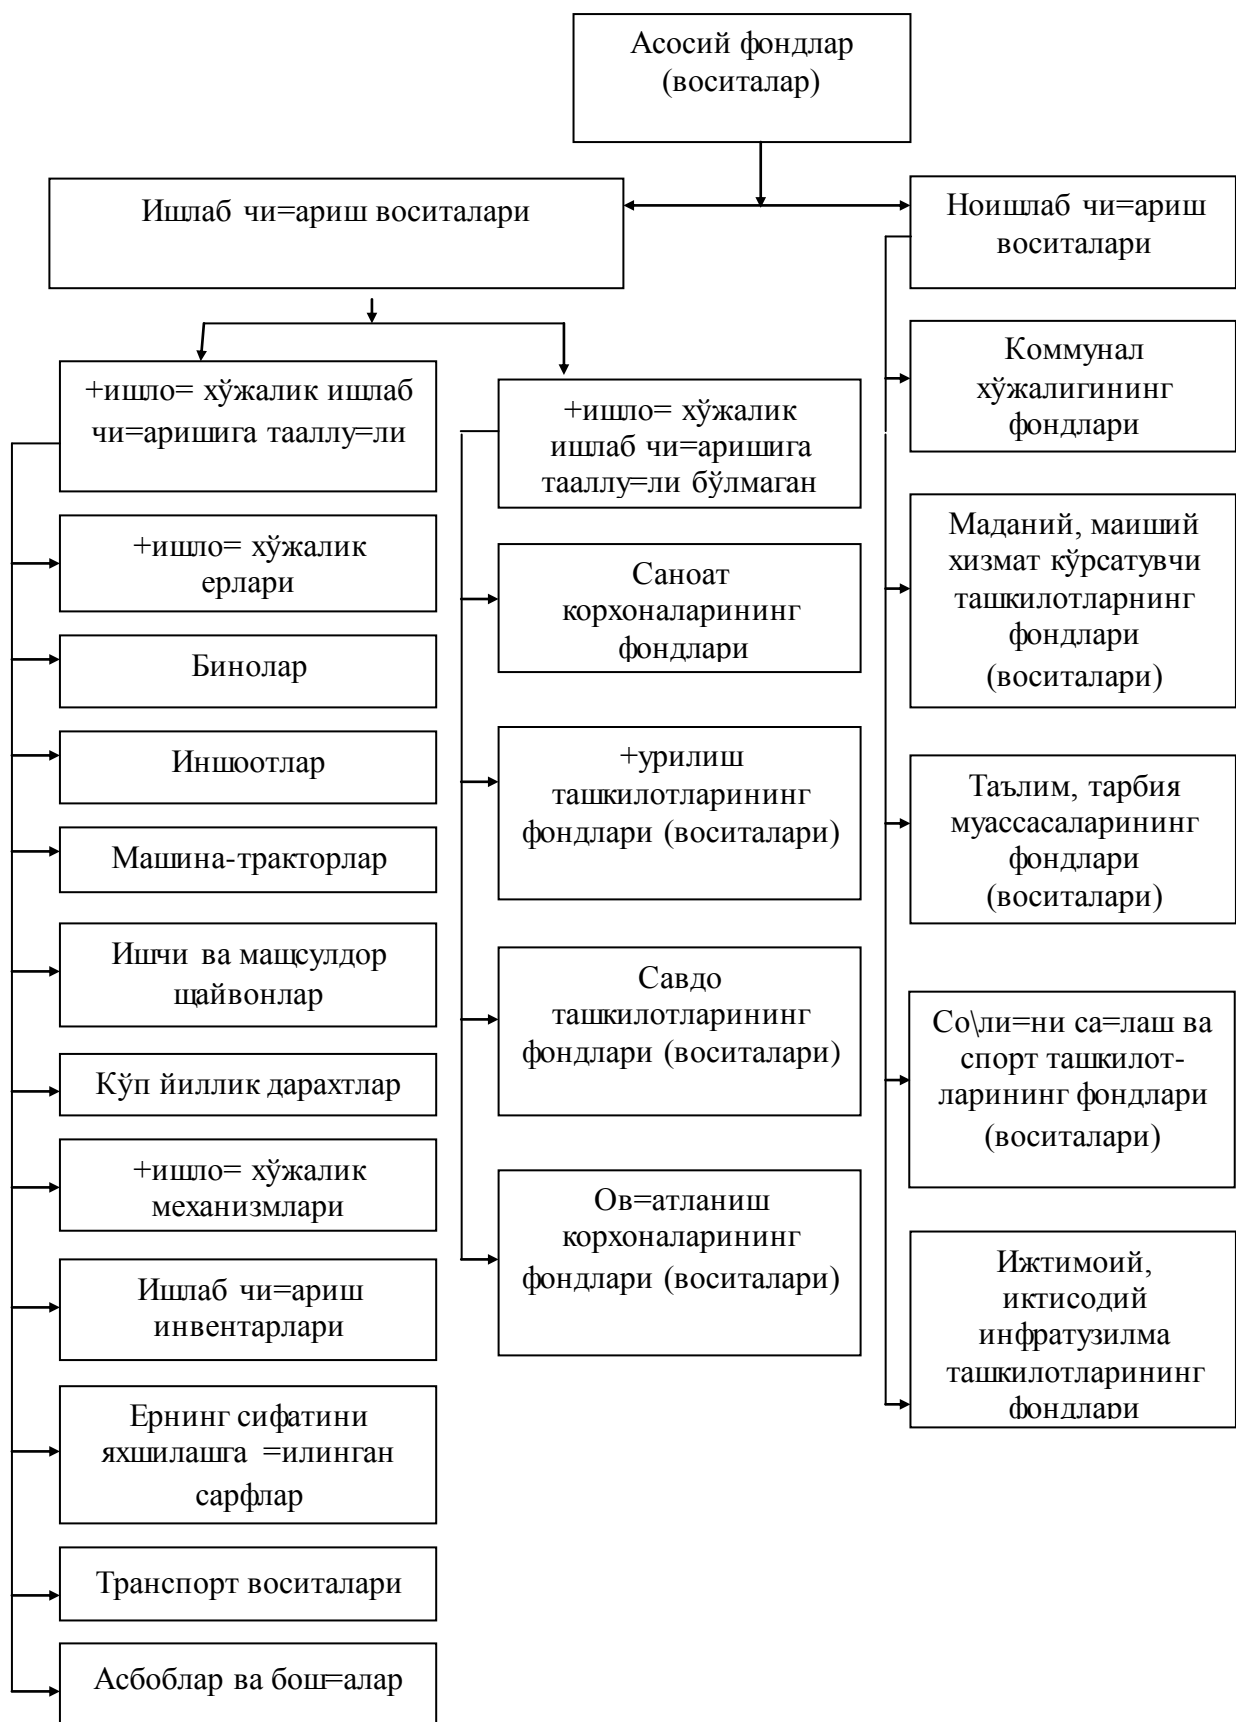 Асосий фондлар
(воситалар)
Ишлаб чи=ариш воситалари
Ноишлаб чи=ариш
воситалари
+ишло= хўжалик ишлаб
чи=аришига тааллу=ли
+ишло= хўжалик
ерлари
Бинолар
Иншоотлар
Машина-тракторлар
Ишчи ва мащсулдор
щайвонлар
Кўп йиллик дарахтлар
+ишло= хўжалик
механизмлари
Ишлаб чи=ариш
инвентарлари
Ернинг сифатини
яхшилашга =илинган
сарфлар
Транспорт воситалари
Асбоблар ва бош=алар
+ишло= хўжалик
ишлаб чи=аришига
тааллу=ли бўлмаган
Саноат
корхоналарининг
фондлари
+урилиш
ташкилотларининг
фондлари (воситалари)
Савдо
ташкилотларининг
фондлари (воситалари)
Ов=атланиш
корхоналарининг
фондлари (воситалари)
Коммунал
хўжалигининг
фондлари
Маданий, маиший
хизмат кўрсатувчи
ташкилотларнинг
фондлари
(воситалари)
Таълим, тарбия
муассасаларининг
фондлари
(воситалари)
Со\ли=ни са=лаш ва
спорт ташкилот-
ларининг фондлари
(воситалари)
Ижтимоий,
иктисодий
инфратузилма
ташкилотларининг
фондлари